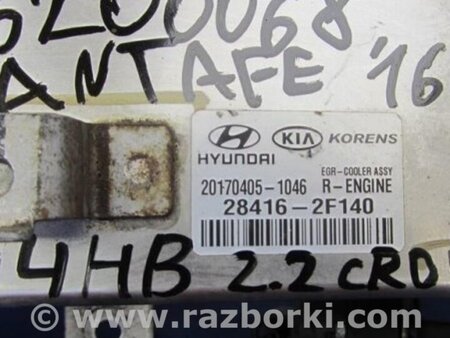 ANTAFE '16
HYUNDAI KIA KORENS
EGR-COOLER ASSY
20170405-1046 R-ENGINE
28416-2F140
4HB 2.2 CRD
© www.razborki.com